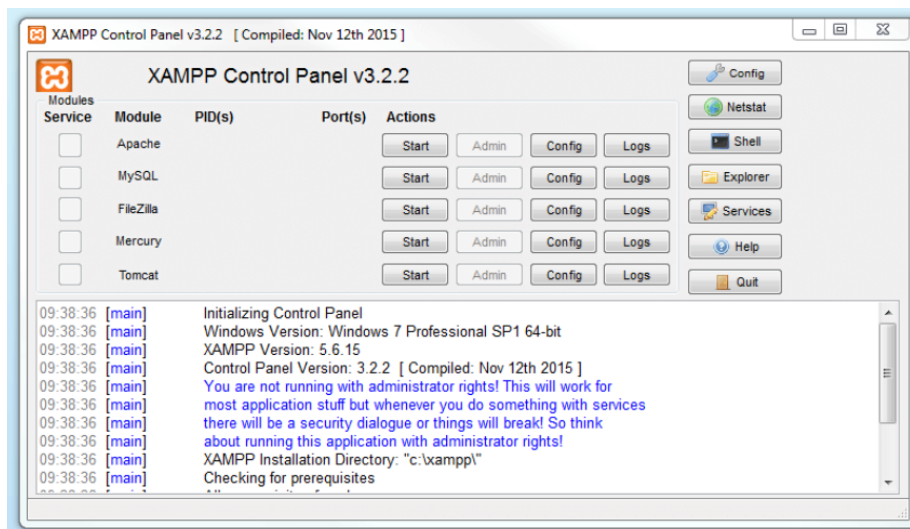 XAMPP Control Panel v3.2.2 [ Compiled: Nov 12th 2015 ]
XAMPP Control Panel v3.2.2
Config
Modules
Netstat
Service Module PID(s) Port(s) Actions
Apache Start Admin Config Logs
Shell
MySQL Start Admin Config Logs
Explorer
FileZilla Start Admin Config Logs
Services
Mercury Start Admin Config Logs
Help
Tomcat Start Admin Config Logs
Quit
09:38:36 [main] Initializing Control Panel
09:38:36 [main] Windows Version: Windows 7 Professional SP1 64-bit
09:38:36 [main] XAMPP Version: 5.6.15
09:38:36 [main] Control Panel Version: 3.2.2 [ Compiled: Nov 12th 2015 ]
09:38:36 [main] You are not running with administrator rights! This will work for
09:38:36 [main] most application stuff but whenever you do something with services
09:38:36 [main] there will be a security dialogue or things will break! So think
09:38:36 [main] about running this application with administrator rights!
09:38:36 [main] XAMPP Installation Directory: "c:\xampp\"
09:38:36 [main] Checking for prerequisites